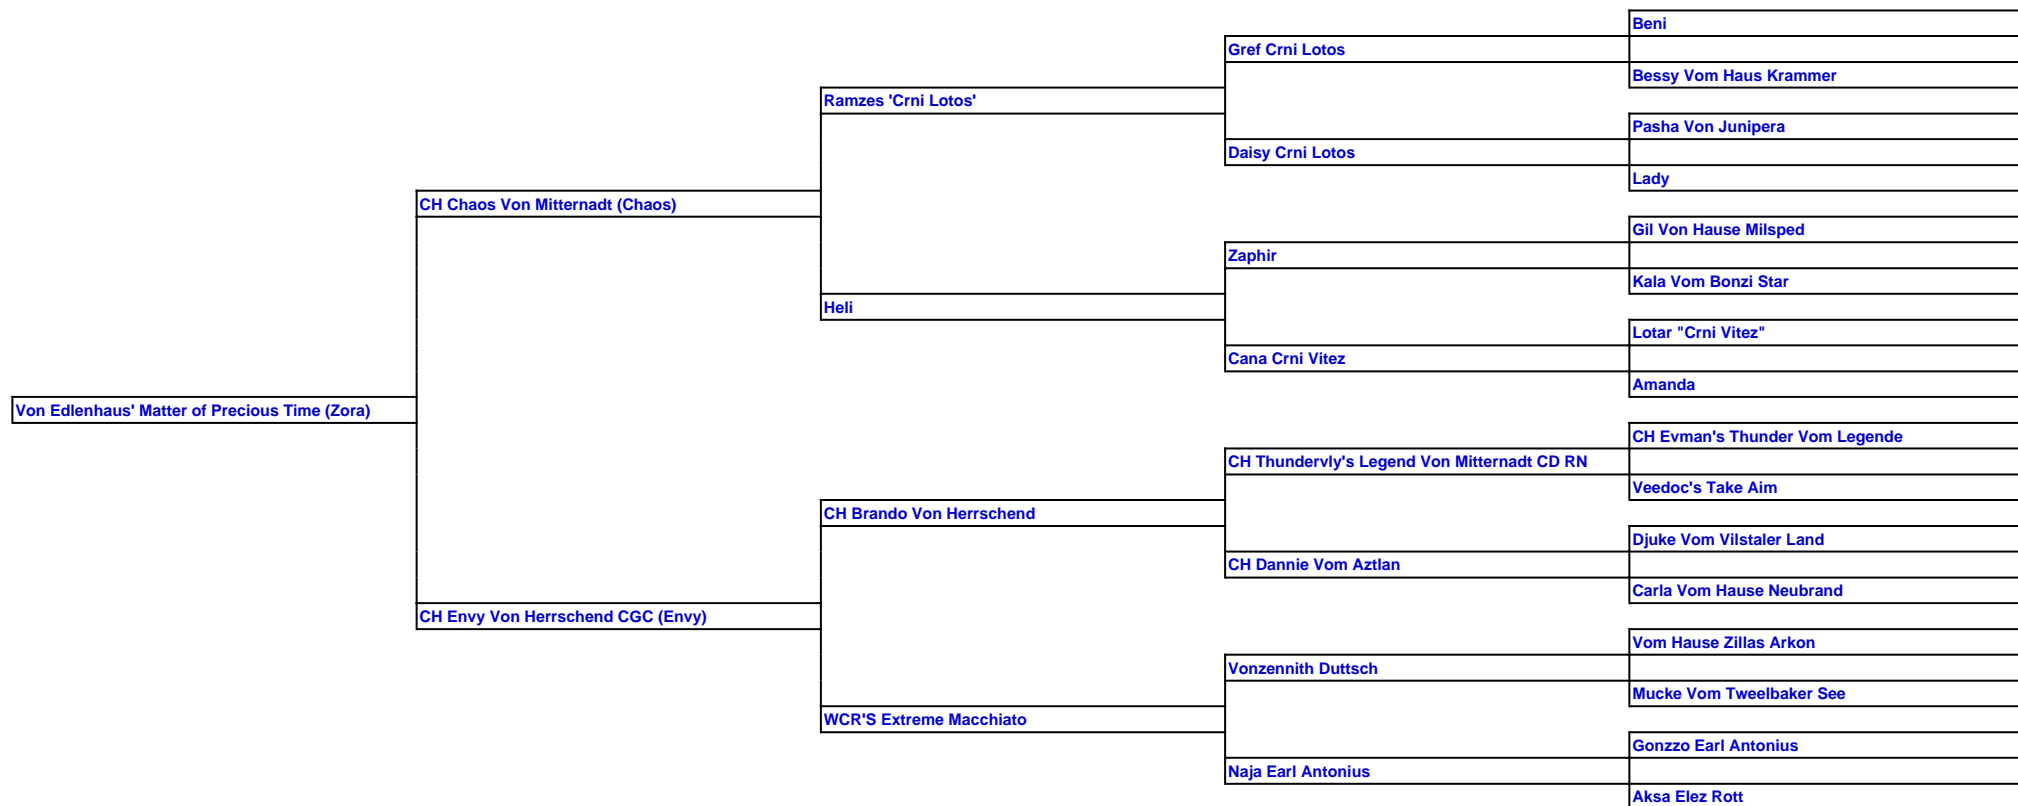 Beni
Gref Crni Lotos
Bessy Vom Haus Krammer
Ramzes 'Crni Lotos'
Pasha Von Junipera
Daisy Crni Lotos
Lady
CH Chaos Von Mitternadt (Chaos)
Gil Von Hause Milsped
Zaphir
Kala Vom Bonzi Star
Heli
Lotar "Crni Vitez"
Cana Crni Vitez
Amanda
Von Edlenhaus' Matter of Precious Time (Zora)
CH Evman's Thunder Vom Legende
CH Thundervly's Legend Von Mitternadt CD RN
Veedoc's Take Aim
CH Brando Von Herrschend
Djuke Vom Vilstaler Land
CH Dannie Vom Aztlan
Carla Vom Hause Neubrand
CH Envy Von Herrschend CGC (Envy)
Vom Hause Zillas Arkon
Vonzennith Duttsch
Mucke Vom Tweelbaker See
WCR'S Extreme Macchiato
Gonzzo Earl Antonius
Naja Earl Antonius
Aksa Elez Rott